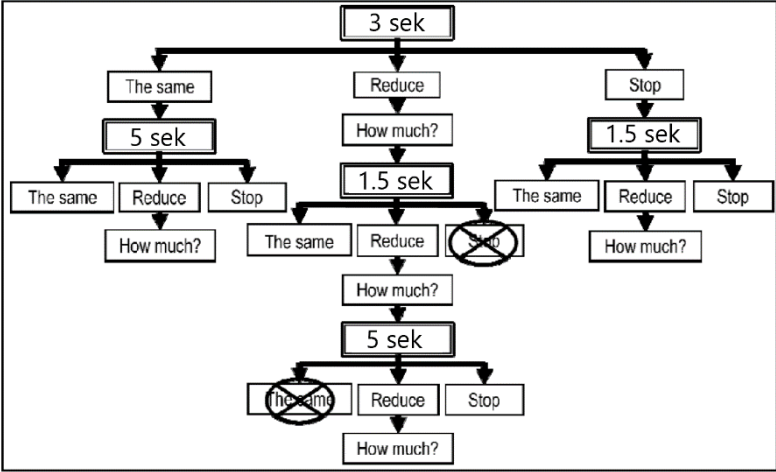 3 sek
The same
Reduce
Stop
How much?
5 sek
1.5 sek
1.5 sek
The same
Reduce
Stop
The same
Reduce
Stop
How much?
The same
Reduce
Stop
How much?
How much?
5 sek
The same
Reduce
Stop
How much?